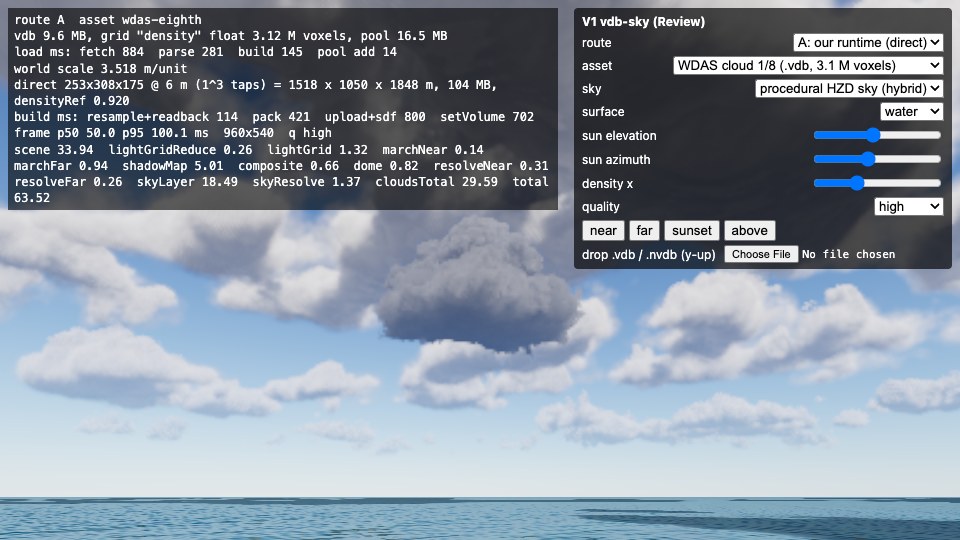 route A  asset wdas-eighth
vdb 9.6 MB, grid "density" float 3.12 M voxels, pool 16.5 MB
load ms: fetch 884  parse 281  build 145  pool add 14
world scale 3.518 m/unit
direct 253x308x175 @ 6 m (1^3 taps) = 1518 x 1050 x 1848 m, 104 MB,
densityRef 0.920
build ms: resample+readback 114  pack 421  upload+sdf 800  setVolume 702
frame p50 50.0 p95 100.1 ms  960x540  q high
scene 33.94  lightGridReduce 0.26  lightGrid 1.32  marchNear 0.14
marchFar 0.94  shadowMap 5.01  composite 0.66  dome 0.82  resolveNear 0.31
resolveFar 0.26  skyLayer 18.49  skyResolve 1.37  cloudsTotal 29.59  total
63.52
V1 vdb-sky (Review)
route A: our runtime (direct)
asset WDAS cloud 1/8 (.vdb, 3.1 M voxels)
sky procedural HZD sky (hybrid)
surface water
sun elevation
sun azimuth
density x
quality high
near far sunset above
drop .vdb / .nvdb (y-up) Choose File No file chosen